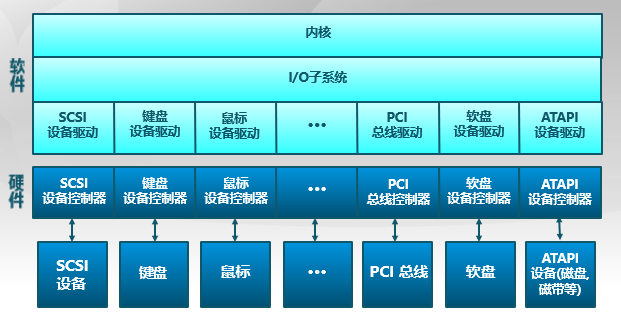 软件
内核
I/O子系统
SCSI
设备驱动
键盘
设备驱动
鼠标
设备驱动
...
PCI
总线驱动
软盘
设备驱动
ATAPI
设备驱动
硬件
SCSI
设备控制器
键盘
设备控制器
鼠标
设备控制器
...
PCI
总线控制器
软盘
设备控制器
ATAPI
设备控制器
SCSI
设备
键盘
鼠标
...
PCI 总线
软盘
ATAPI
设备(磁盘,
磁带等)